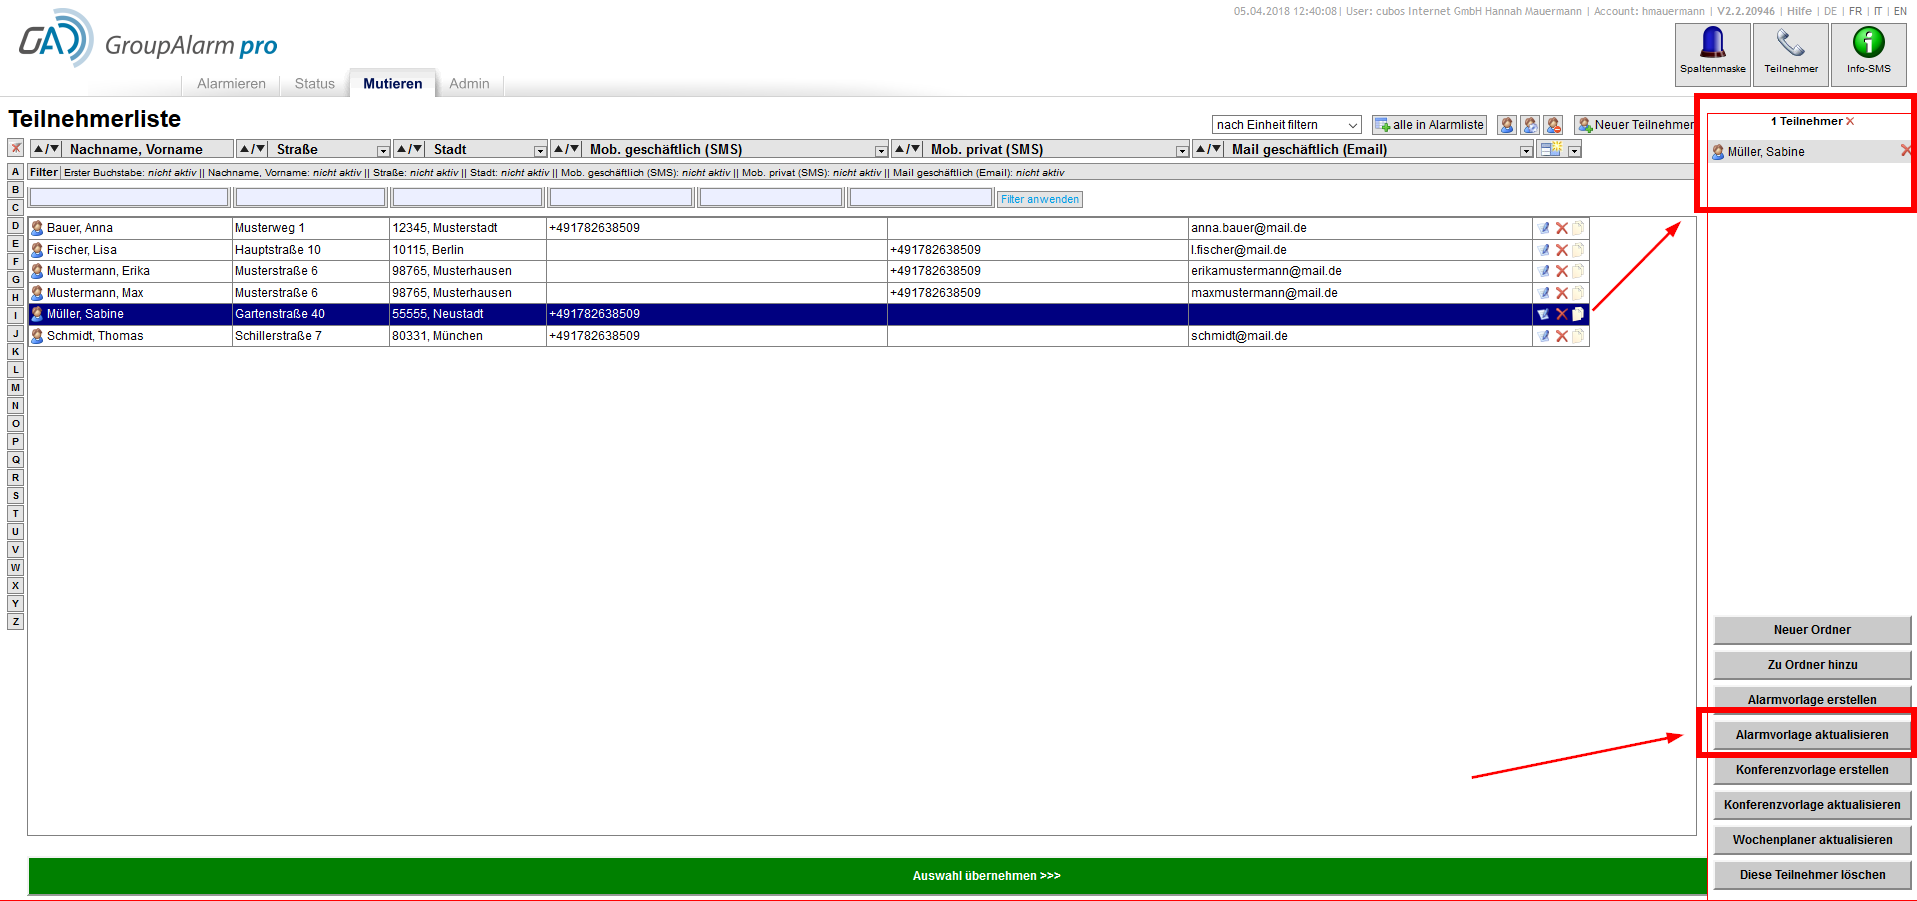 05.04.2018 12:40:08| User: cubos Internet GmbH Hannah Mauermann | Account: hmauermann | V2.2.20946 | Hilfe | DE | FR | IT | EN
GA GroupAlarm pro
Spaltenmaske Teilnehmer Info-SMS
Alarmieren Status Mutieren Admin
Teilnehmerliste
nach Einheit filtern alle in Alarmliste Neuer Teilnehmer
1 Teilnehmer
Müller, Sabine
▲/▼ Nachname, Vorname ▲/▼ Straße ▲/▼ Stadt ▲/▼ Mob. geschäftlich (SMS) ▲/▼ Mob. privat (SMS) ▲/▼ Mail geschäftlich (Email)
Filter Erster Buchstabe: nicht aktiv || Nachname, Vorname: nicht aktiv || Straße: nicht aktiv || Stadt: nicht aktiv || Mob. geschäftlich (SMS): nicht aktiv || Mob. privat (SMS): nicht aktiv || Mail geschäftlich (Email): nicht aktiv
Filter anwenden
A
B
C
D
E
F
G
H
I
J
K
L
M
N
O
P
Q
R
S
T
U
V
W
X
Y
Z
Bauer, Anna Musterweg 1 12345, Musterstadt +491782638509 anna.bauer@mail.de
Fischer, Lisa Hauptstraße 10 10115, Berlin +491782638509 l.fischer@mail.de
Mustermann, Erika Musterstraße 6 98765, Musterhausen +491782638509 erikamustermann@mail.de
Mustermann, Max Musterstraße 6 98765, Musterhausen +491782638509 maxmustermann@mail.de
Müller, Sabine Gartenstraße 40 55555, Neustadt +491782638509
Schmidt, Thomas Schillerstraße 7 80331, München +491782638509 schmidt@mail.de
Neuer Ordner
Zu Ordner hinzu
Alarmvorlage erstellen
Alarmvorlage aktualisieren
Konferenzvorlage erstellen
Konferenzvorlage aktualisieren
Wochenplaner aktualisieren
Diese Teilnehmer löschen
Auswahl übernehmen >>>